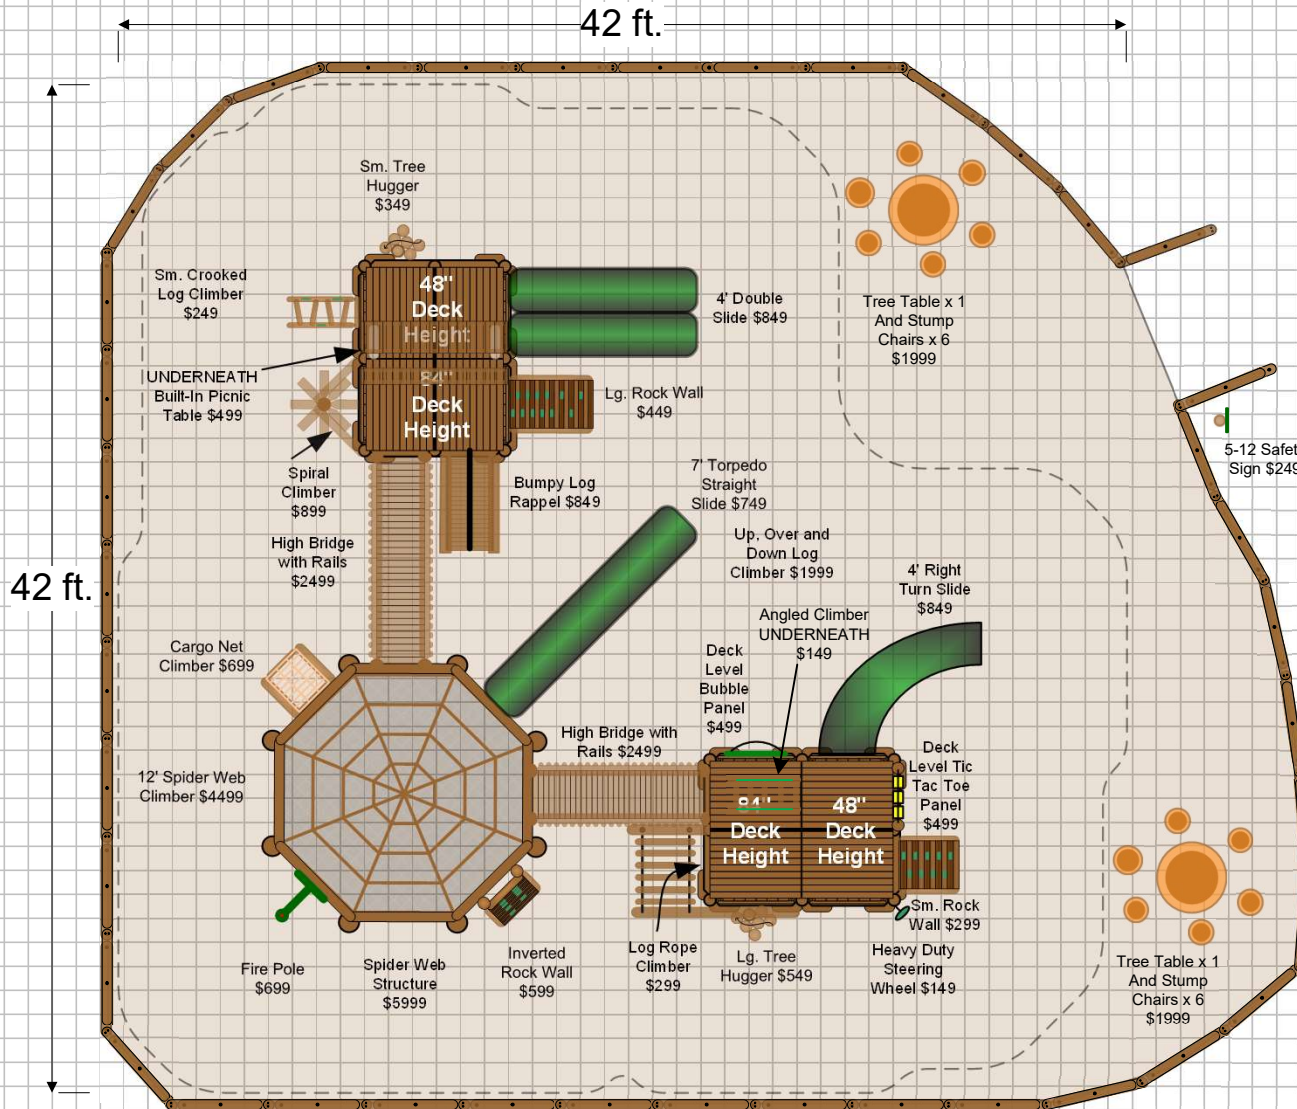 42 ft.
42 ft.
Sm. Tree
Hugger
$349
Sm. Crooked
Log Climber
$249
48"
Deck
Height
4' Double
Slide $849
Tree Table x 1
And Stump
Chairs x 6
$1999
UNDERNEATH
Built-In Picnic
Table $499
84"
Deck
Height
Lg. Rock Wall
$449
5-12 Safet
Sign $249
Spiral
Climber
$899
Bumpy Log
Rappel $849
7' Torpedo
Straight
Slide $749
High Bridge
with Rails
$2499
Up, Over and
Down Log
Climber $1999
4' Right
Turn Slide
$849
Angled Climber
UNDERNEATH
$149
Cargo Net
Climber $699
Deck
Level
Bubble
Panel
$499
High Bridge with
Rails $2499
12' Spider Web
Climber $4499
84"
Deck
Height
48"
Deck
Height
Deck
Level Tic
Tac Toe
Panel
$499
Sm. Rock
Wall $299
Fire Pole
$699
Spider Web
Structure
$5999
Inverted
Rock Wall
$599
Log Rope
Climber
$299
Lg. Tree
Hugger $549
Heavy Duty
Steering
Wheel $149
Tree Table x 1
And Stump
Chairs x 6
$1999